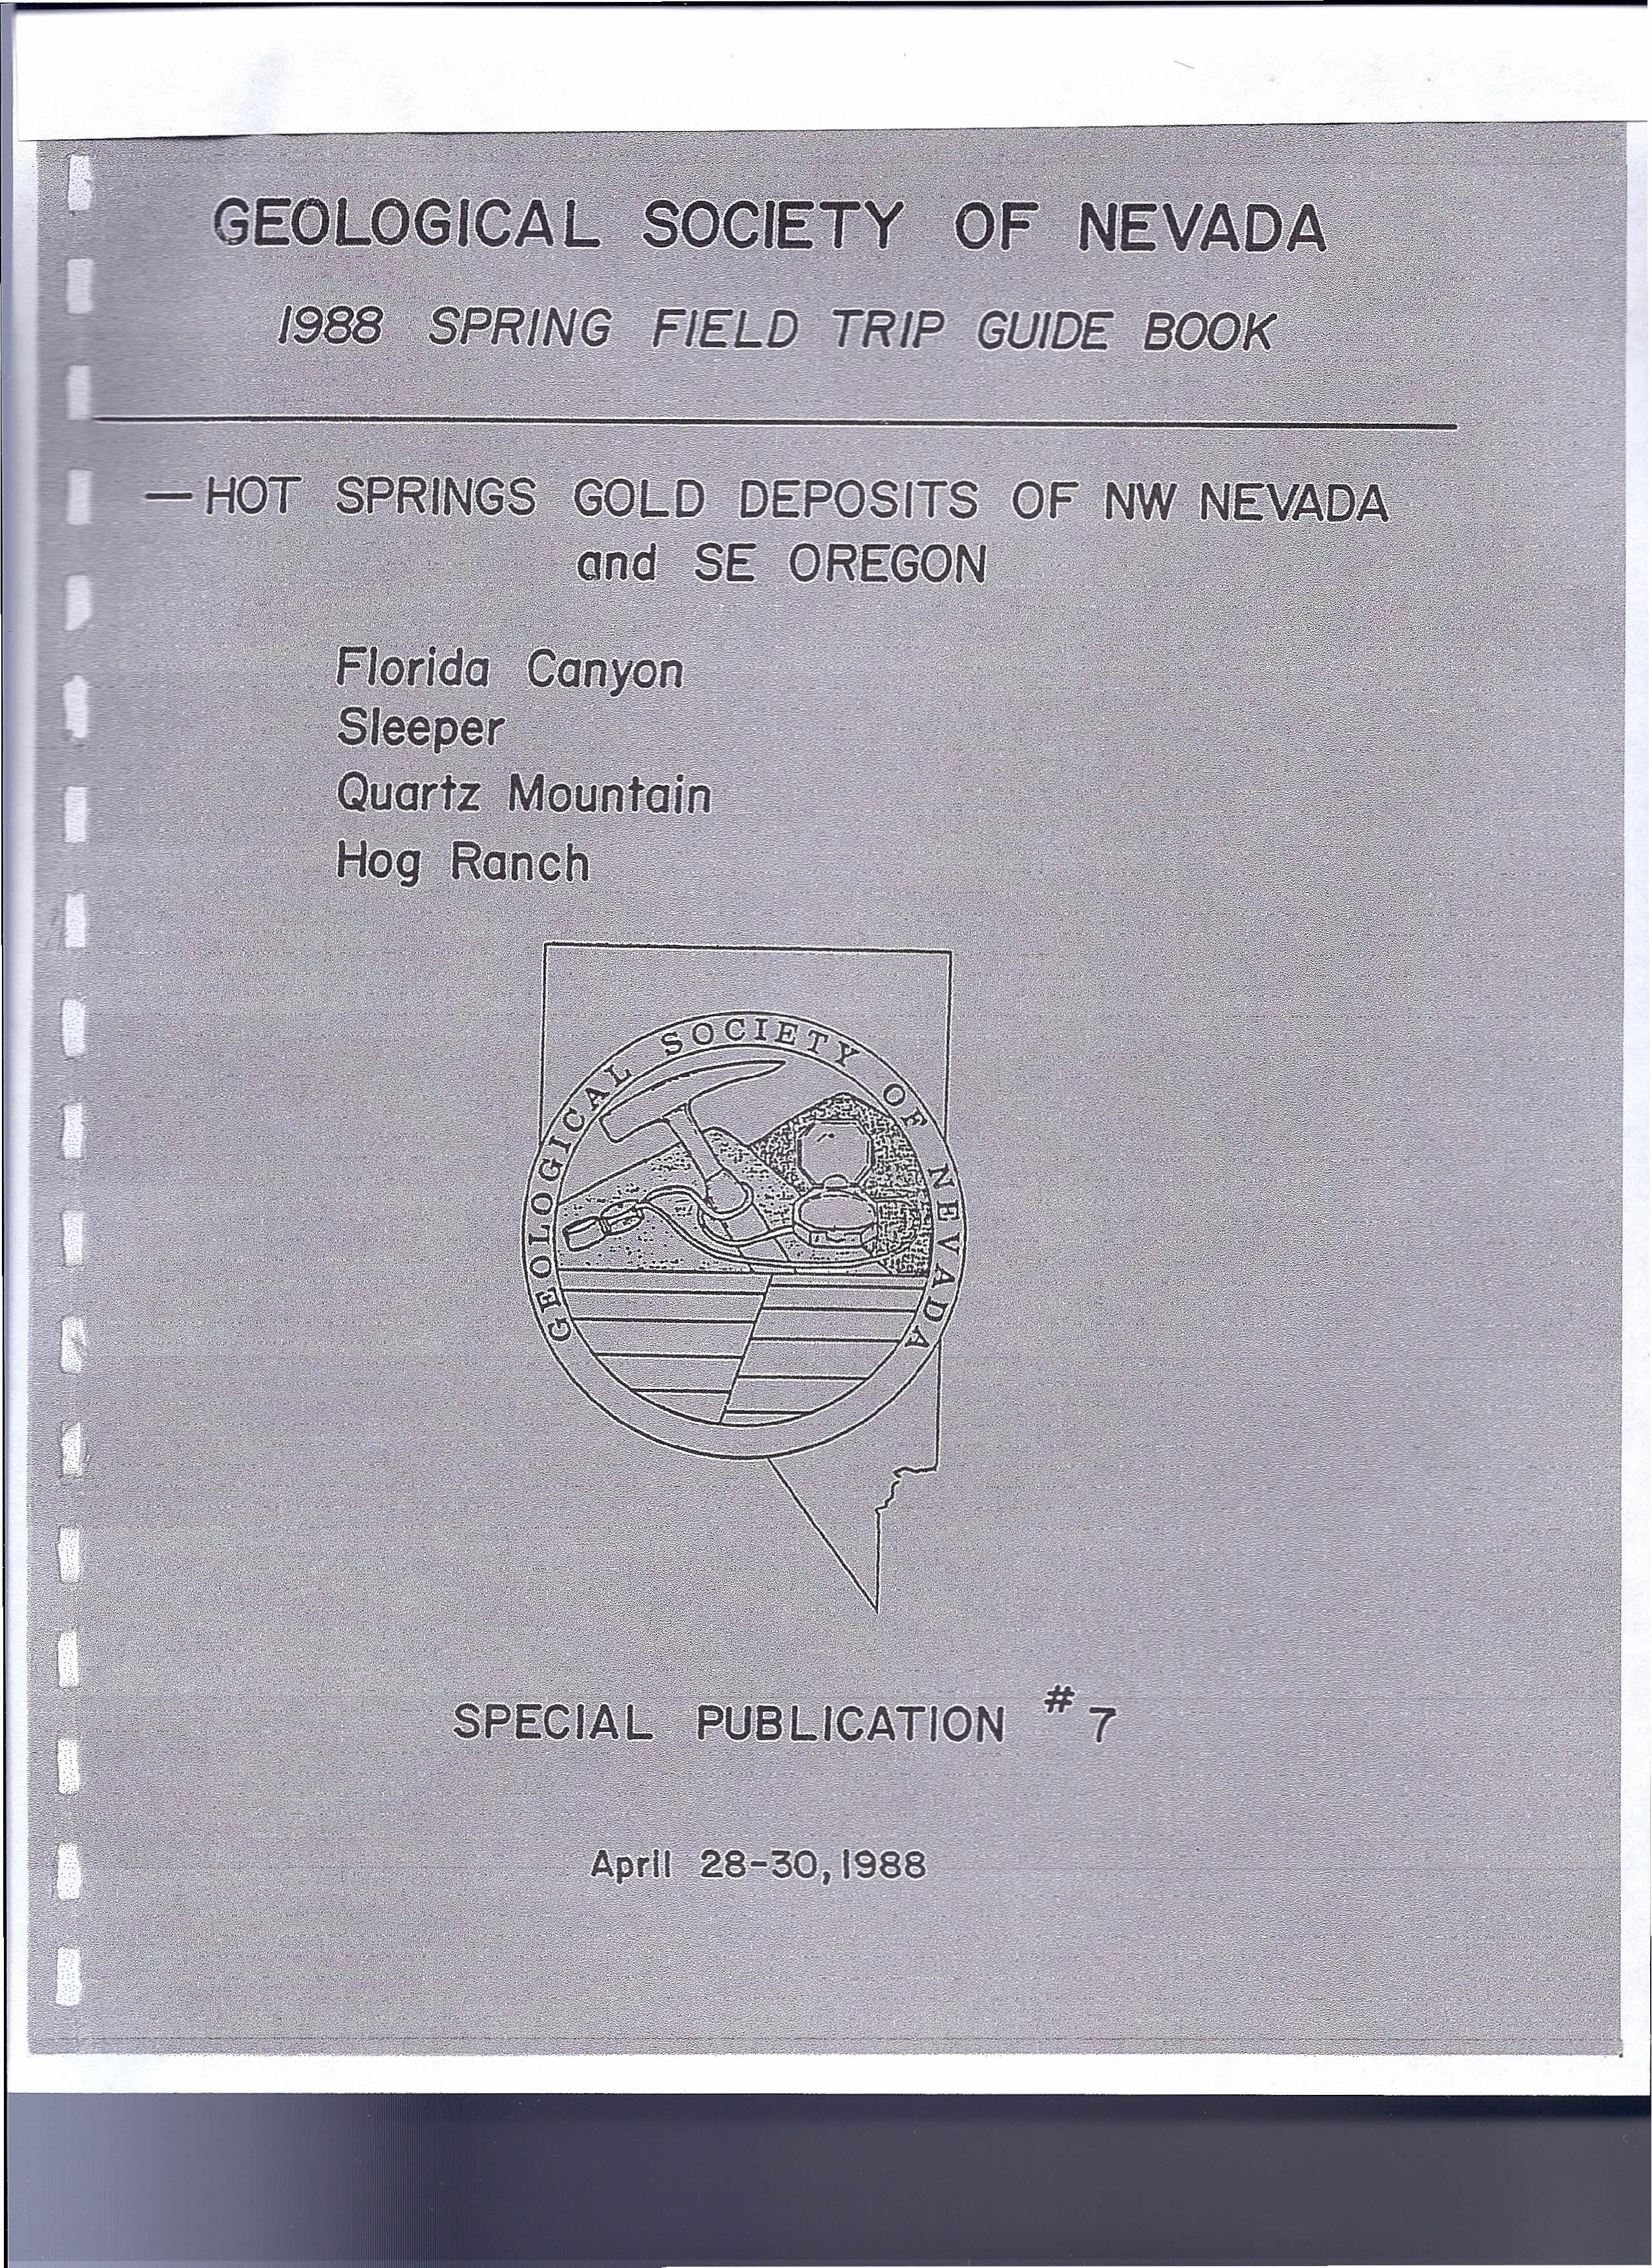 GEOLOGICAL SOCIETY OF NEVADA
1988 SPRING FIELD TRIP GUIDE BOOK
—HOT SPRINGS GOLD DEPOSITS OF NW NEVADA
and SE OREGON
Florida Canyon
Sleeper
Quartz Mountain
Hog Ranch
GEOLOGICAL SOCIETY OF NEVADA
SPECIAL PUBLICATION # 7
April 28-30, 1988